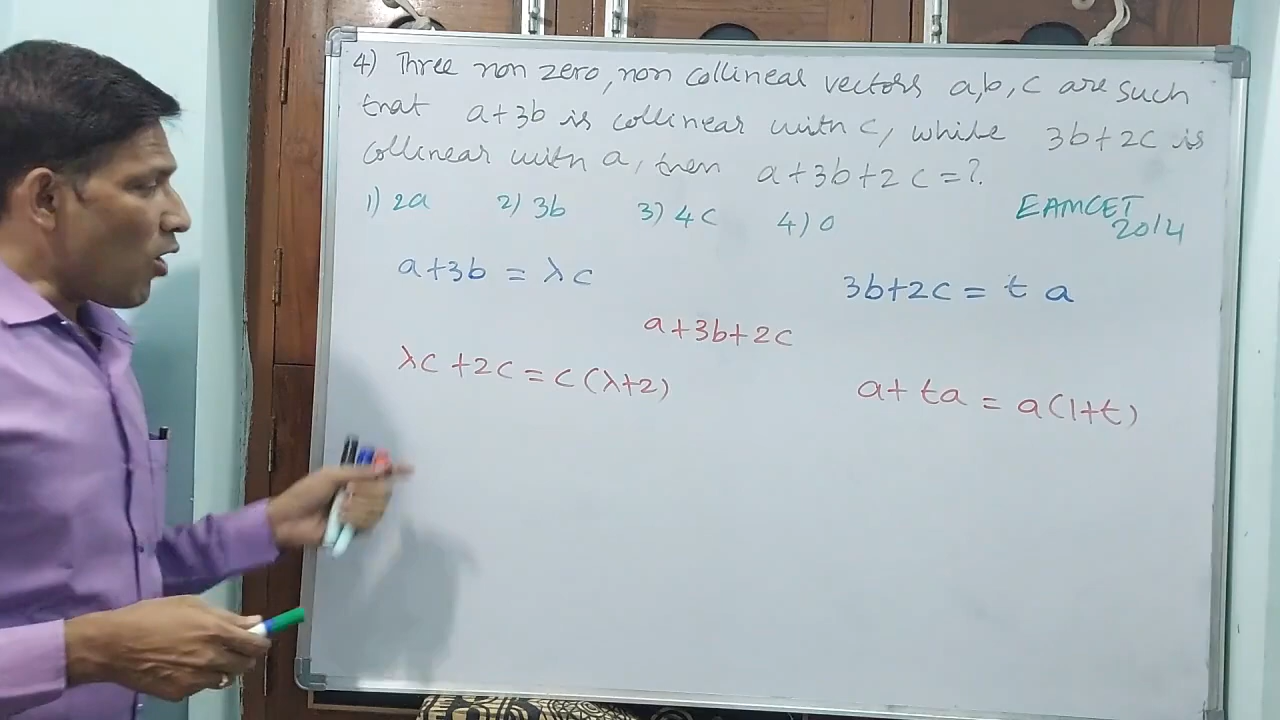 4) Three non zero, non collinear vectors a,b,c are such
that a+3b is collinear with c, while 3b+2c is
collinear with a, then a+3b+2c=?.
1) 2a 2) 3b 3) 4c 4) 0
EAMCET
2014
a+3b = λc
3b+2c = t a
a+3b+2c
λc+2c = c(λ+2)
a+ta = a(1+t)